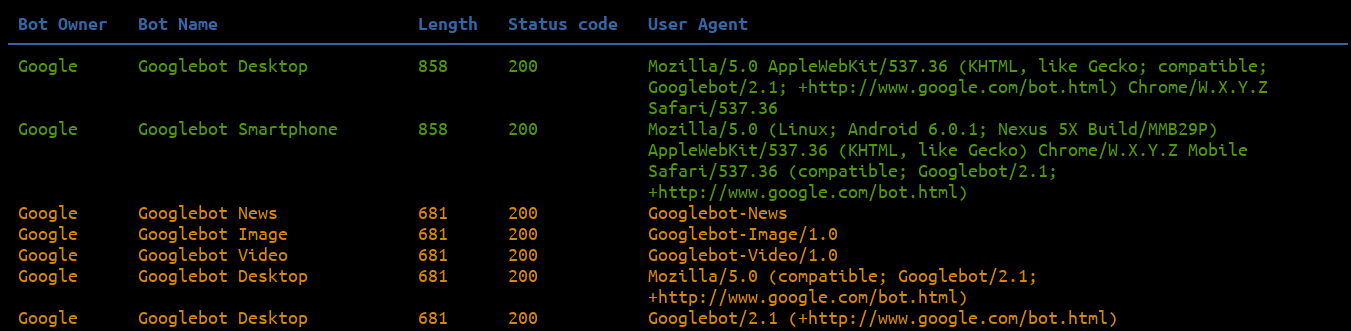 Bot Owner Bot Name Length Status code User Agent
Google Googlebot Desktop 858 200 Mozilla/5.0 AppleWebKit/537.36 (KHTML, like Gecko; compatible;
Googlebot/2.1; +http://www.google.com/bot.html) Chrome/W.X.Y.Z
Safari/537.36
Google Googlebot Smartphone 858 200 Mozilla/5.0 (Linux; Android 6.0.1; Nexus 5X Build/MMB29P)
AppleWebKit/537.36 (KHTML, like Gecko) Chrome/W.X.Y.Z Mobile
Safari/537.36 (compatible; Googlebot/2.1;
+http://www.google.com/bot.html)
Google Googlebot News 681 200 Googlebot-News
Google Googlebot Image 681 200 Googlebot-Image/1.0
Google Googlebot Video 681 200 Googlebot-Video/1.0
Google Googlebot Desktop 681 200 Mozilla/5.0 (compatible; Googlebot/2.1;
+http://www.google.com/bot.html)
Google Googlebot Desktop 681 200 Googlebot/2.1 (+http://www.google.com/bot.html)